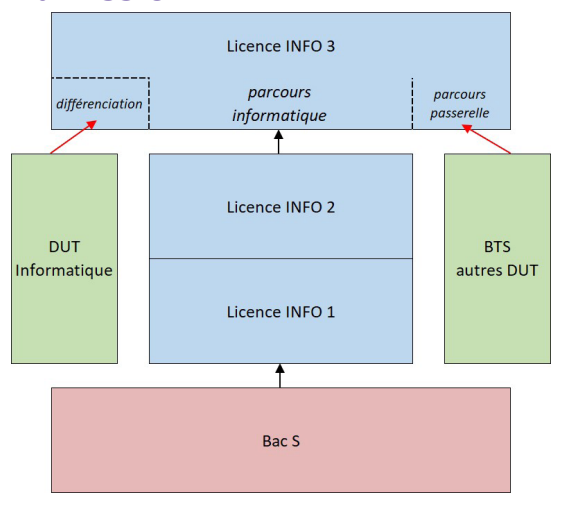 Licence INFO 3
différenciation
parcours
informatique
parcours
passerelle
DUT
Informatique
Licence INFO 2
Licence INFO 1
BTS
autres DUT
Bac S